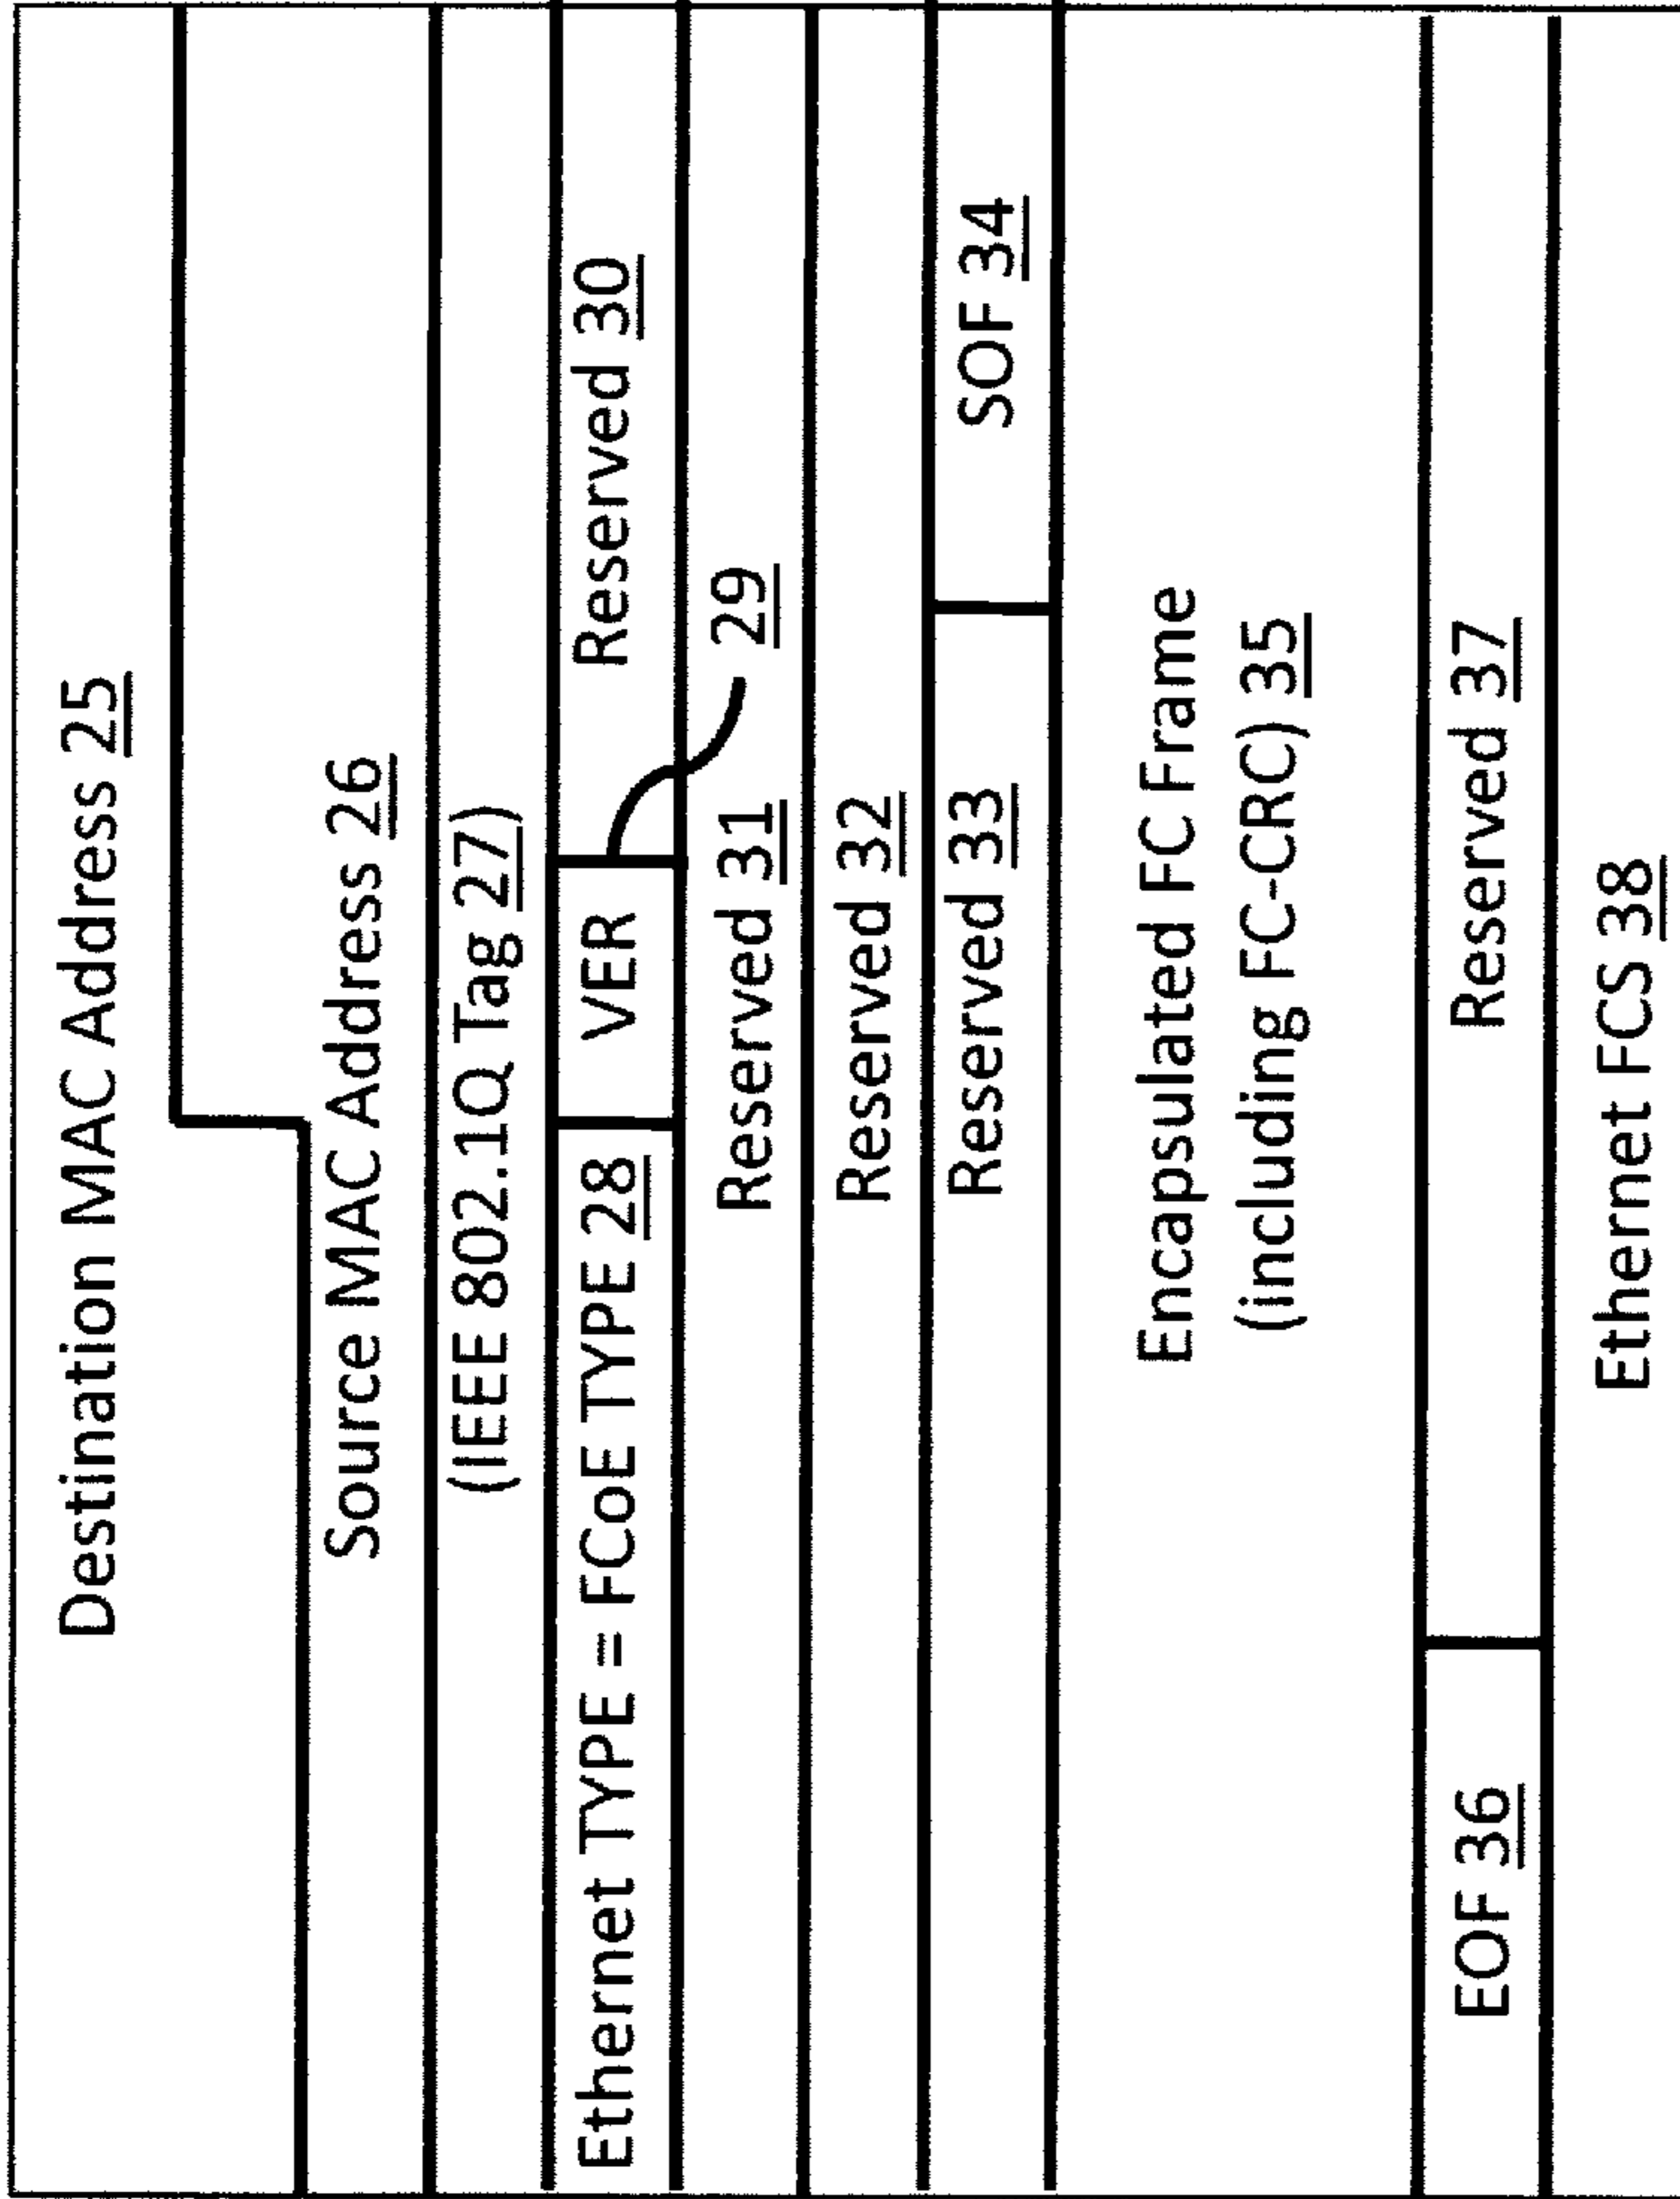 Destination MAC Address 25
Source MAC Address 26
(IEEE 802.1Q Tag 27)
Ethernet TYPE = FCoE TYPE 28
VER
Reserved 30
29
Reserved 31
Reserved 32
Reserved 33
SOF 34
Encapsulated FC Frame
(including FC-CRC) 35
EOF 36
Reserved 37
Ethernet FCS 38